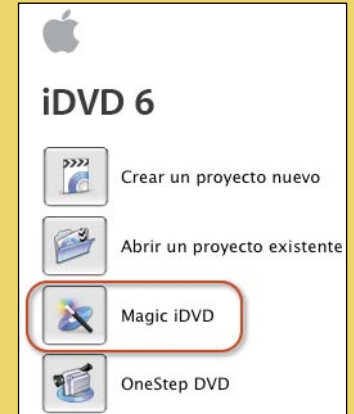 iDVD 6
Crear un proyecto nuevo
Abrir un proyecto existente
Magic iDVD
OneStep DVD